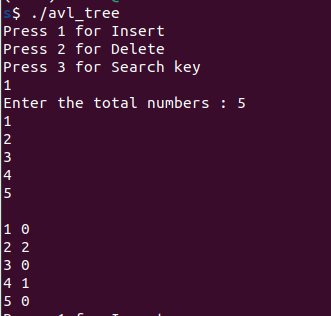 s$ ./avl_tree
Press 1 for Insert
Press 2 for Delete
Press 3 for Search key
1
Enter the total numbers : 5
1
2
3
4
5
1 0
2 2
3 0
4 1
5 0